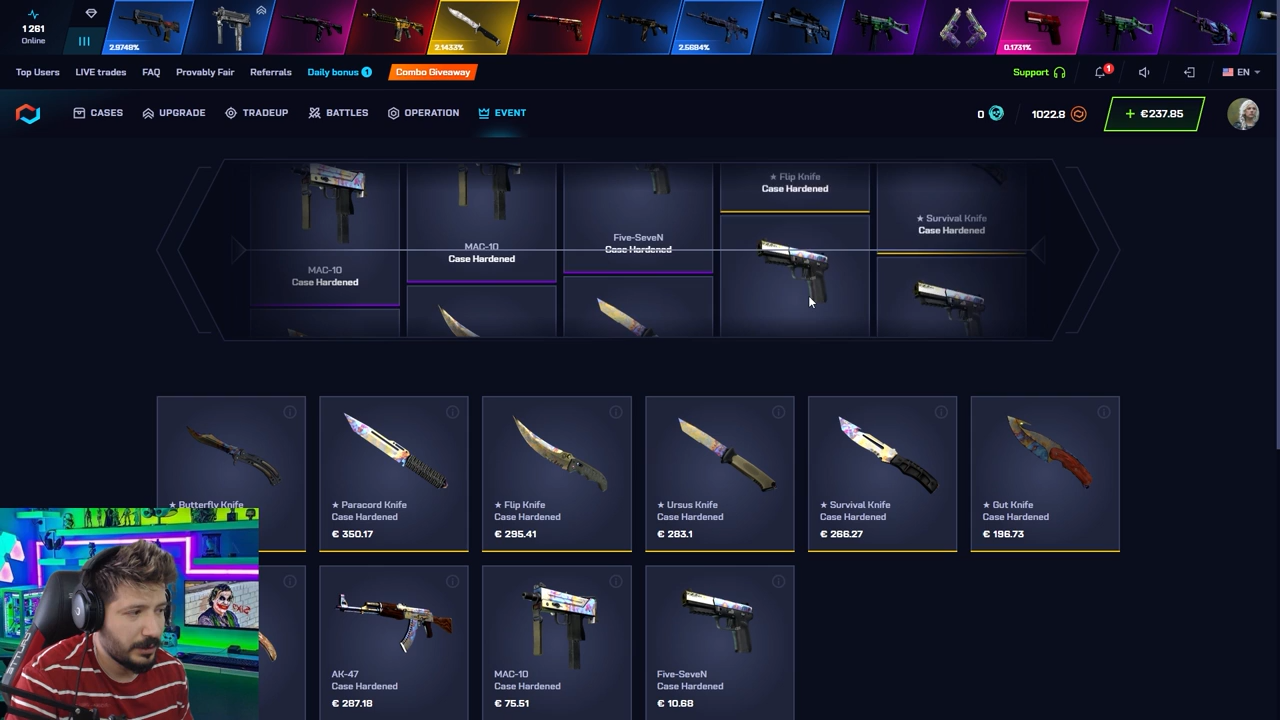 1 261
Online
2.9748%
2.1433%
2.5684%
0.1731%
Top Users
LIVE trades
FAQ
Provably Fair
Referrals
Daily bonus 1
Combo Giveaway
Support
1
EN
CASES
UPGRADE
TRADEUP
BATTLES
OPERATION
EVENT
0
1022.8
+ €237.85
MAC-10
Case Hardened
MAC-10
Case Hardened
Five-SeveN
Case Hardened
★ Flip Knife
Case Hardened
★ Survival Knife
Case Hardened
★ Butterfly Knife
★ Paracord Knife
Case Hardened
€ 350.17
★ Flip Knife
Case Hardened
€ 295.41
★ Ursus Knife
Case Hardened
€ 283.1
★ Survival Knife
Case Hardened
€ 266.27
★ Gut Knife
Case Hardened
€ 196.73
AK-47
Case Hardened
€ 287.18
MAC-10
Case Hardened
€ 75.51
Five-SeveN
Case Hardened
€ 10.68